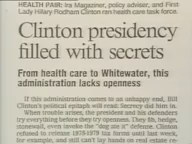 HEALTH PAIR: Ira Magaziner, policy adviser, and First
Lady Hillary Rodham Clinton ran health care task force.
Clinton presidency
filled with secrets
From health care to Whitewater, this
administration lacks openness
If this administration comes to an unhappy end, Bill
Clinton's political epitaph will read: Secrecy did him in.
When trouble arises, the president and his defenders
try everything before they try openness. They fib, hedge,
stonewall, even invoke the "dog ate it" defense. Clinton
refused to release 1978-1979 tax forms until last week,
for example, and still can't lay hands on real estate re-